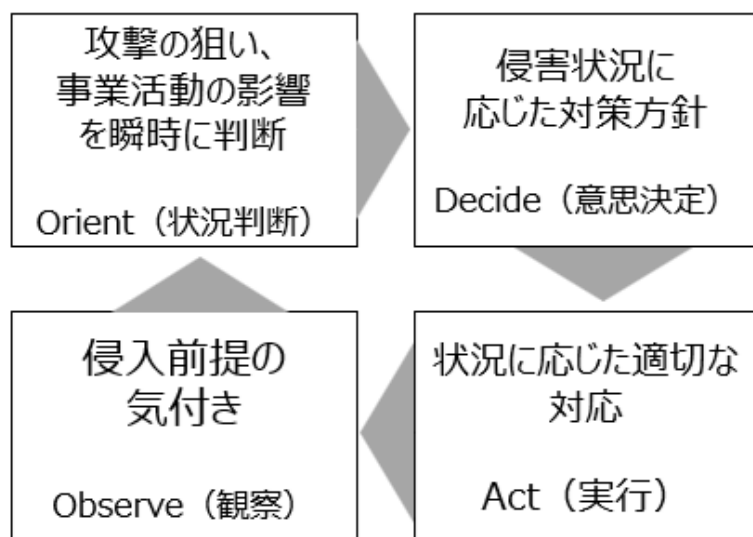 攻撃の狙い、
事業活動の影響
を瞬時に判断
Orient（状況判断）
侵害状況に
応じた対策方針
Decide（意思決定）
侵入前提の
気付き
Observe（観察）
状況に応じた適切な
対応
Act（実行）